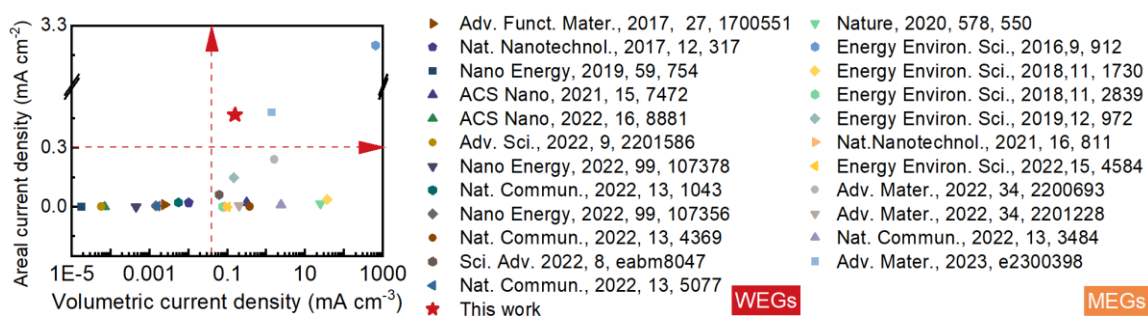 Areal current density (mA cm⁻²)
3.3
0.3
0.0
1E-5
0.001
0.1
10
1000
Volumetric current density (mA cm⁻³)
Adv. Funct. Mater., 2017, 27, 1700551
Nat. Nanotechnol., 2017, 12, 317
Nano Energy, 2019, 59, 754
ACS Nano, 2021, 15, 7472
ACS Nano, 2022, 16, 8881
Adv. Sci., 2022, 9, 2201586
Nano Energy, 2022, 99, 107378
Nat. Commun., 2022, 13, 1043
Nano Energy, 2022, 99, 107356
Nat. Commun., 2022, 13, 4369
Sci. Adv. 2022, 8, eabm8047
Nat. Commun., 2022, 13, 5077
This work
WEGs
Nature, 2020, 578, 550
Energy Environ. Sci., 2016,9, 912
Energy Environ. Sci., 2018,11, 1730
Energy Environ. Sci., 2018,11, 2839
Energy Environ. Sci., 2019,12, 972
Nat.Nanotechnol., 2021, 16, 811
Energy Environ. Sci., 2022,15, 4584
Adv. Mater., 2022, 34, 2200693
Adv. Mater., 2022, 34, 2201228
Nat. Commun., 2022, 13, 3484
Adv. Mater., 2023, e2300398
MEGs